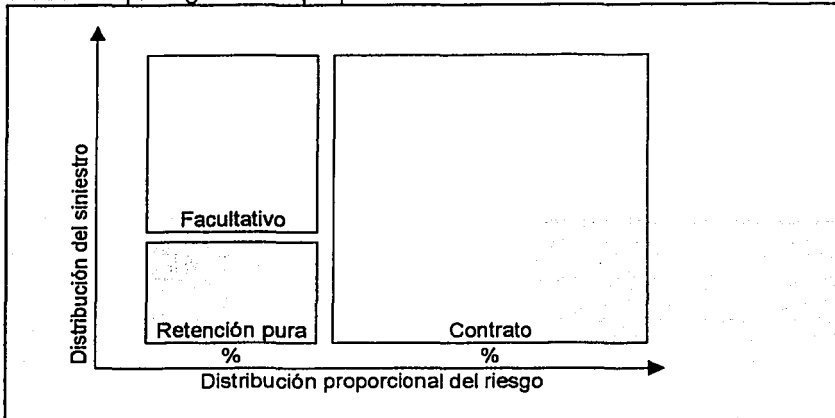 Distribución del siniestro
Facultativo
Retención pura
Contrato
%
%
Distribución proporcional del riesgo